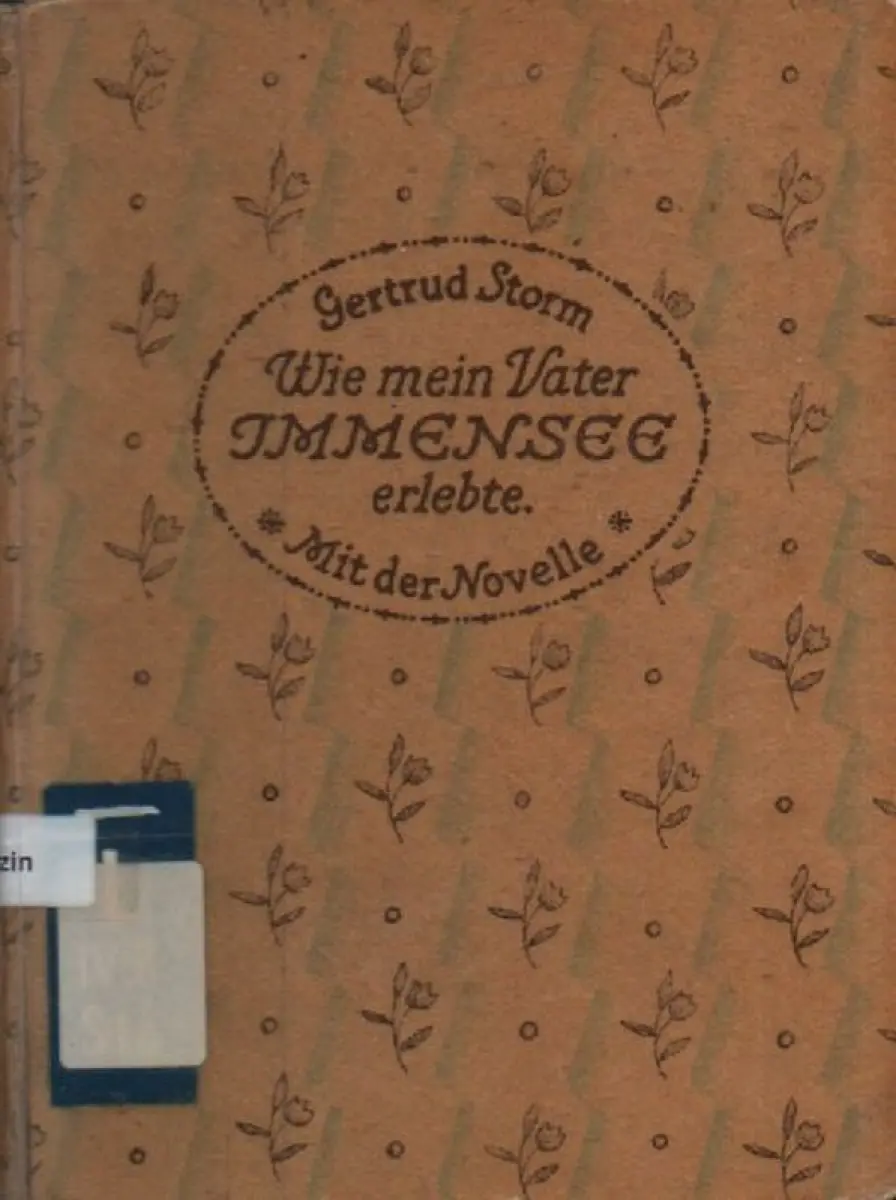 Gertrud Storm
Wie mein Vater
IMMENSEE
erlebte.
* Mit der Novelle *
zin